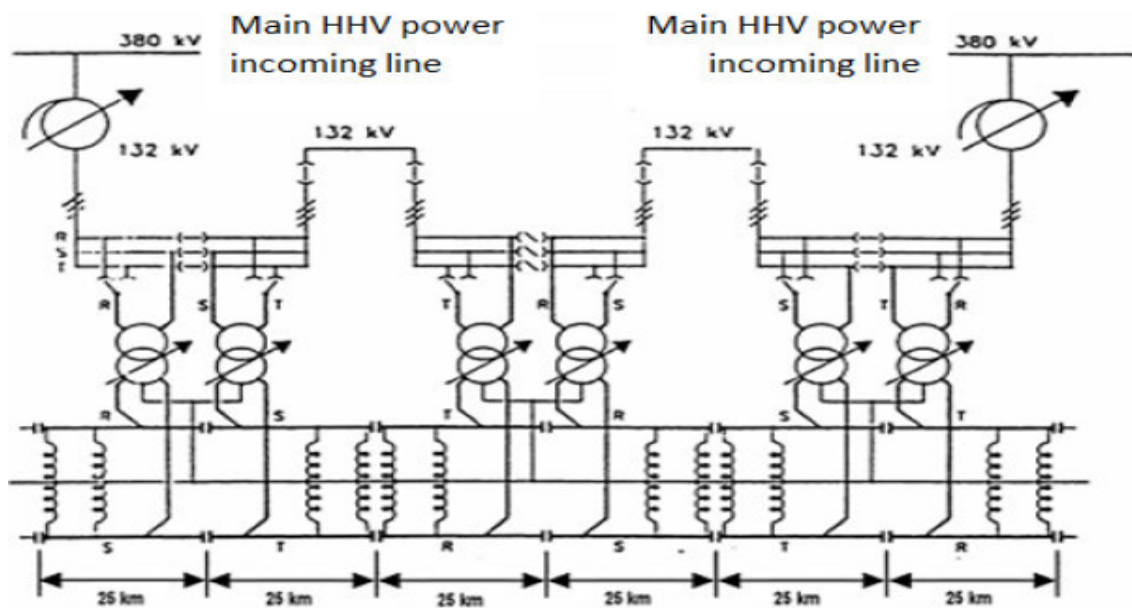 Main HHV power
incoming line
Main HHV power
incoming line
380 kV
380 kV
132 kV
132 kV
132 kV
132 kV
R
R S T
T R S
S T R
R S
T R
S T
S T R S T R
25 km 25 km 25 km 25 km 25 km 25 km